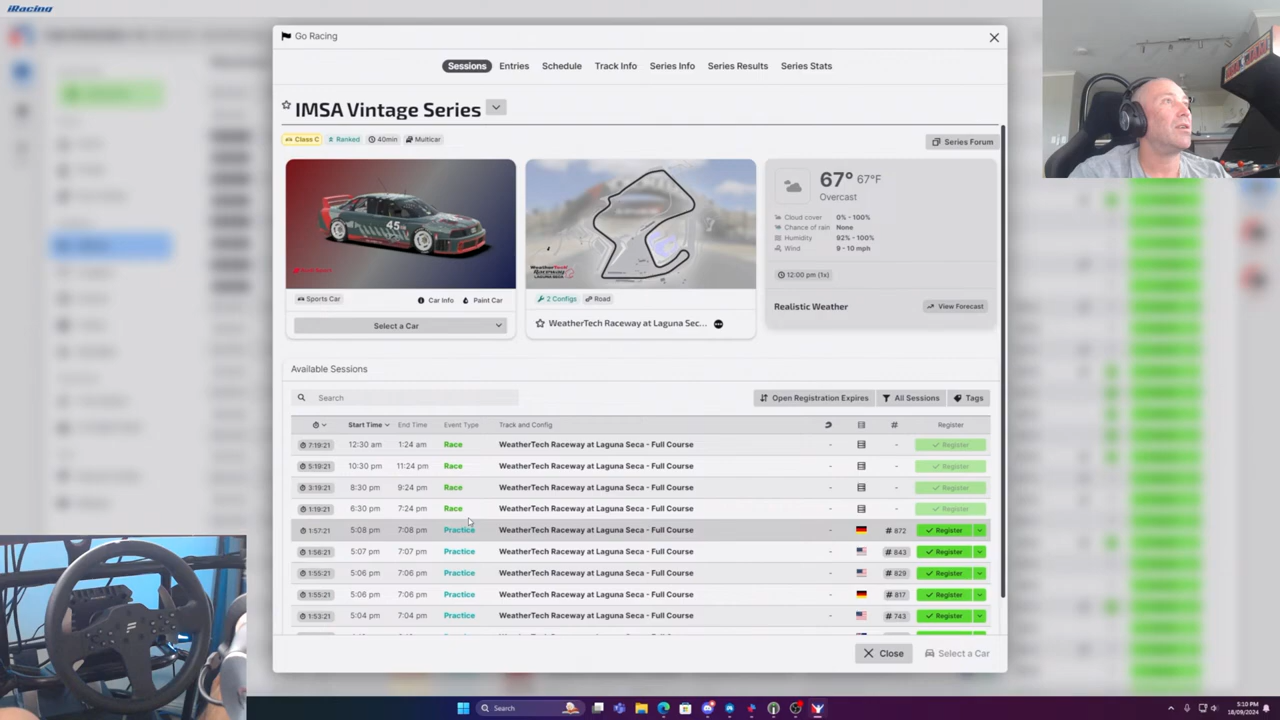 iRacing
Go Racing
Sessions Entries Schedule Track Info Series Info Series Results Series Stats
IMSA Vintage Series
Class C Ranked 40min Multicar
Series Forum
45
67° 67°F
Overcast
Cloud cover 0% - 100%
Chance of rain None
Humidity 92% - 100%
Wind 9 - 10 mph
12:00 pm (1x)
Realistic Weather View Forecast
Sports Car Car Info Paint Car
Select a Car
2 Configs Road
WeatherTech Raceway at Laguna Sec...
Available Sessions
Search Open Registration Expires All Sessions Tags
Start Time End Time Event Type Track and Config # Register
7:19:21 12:30 am 1:24 am Race WeatherTech Raceway at Laguna Seca - Full Course - - Register
5:19:21 10:30 pm 11:24 pm Race WeatherTech Raceway at Laguna Seca - Full Course - - Register
3:19:21 8:30 pm 9:24 pm Race WeatherTech Raceway at Laguna Seca - Full Course - - Register
1:19:21 6:30 pm 7:24 pm Race WeatherTech Raceway at Laguna Seca - Full Course - - Register
1:57:21 5:08 pm 7:08 pm Practice WeatherTech Raceway at Laguna Seca - Full Course - # 872 Register
1:56:21 5:07 pm 7:07 pm Practice WeatherTech Raceway at Laguna Seca - Full Course - # 843 Register
1:55:21 5:06 pm 7:06 pm Practice WeatherTech Raceway at Laguna Seca - Full Course - # 829 Register
1:55:21 5:06 pm 7:06 pm Practice WeatherTech Raceway at Laguna Seca - Full Course - # 817 Register
1:53:21 5:04 pm 7:04 pm Practice WeatherTech Raceway at Laguna Seca - Full Course - # 743 Register
Close Select a Car
Search
5:10 PM
18/09/2024